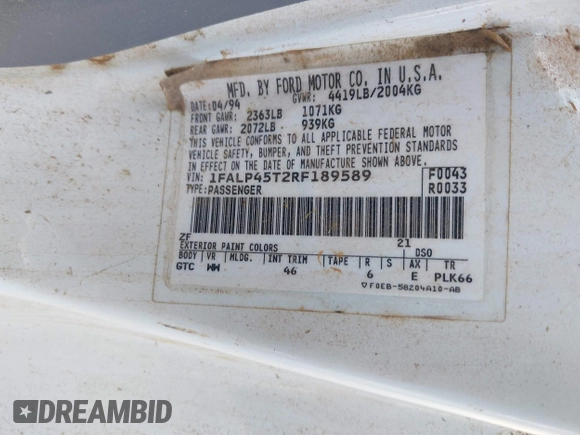 MFD. BY FORD MOTOR CO. IN U.S.A.
DATE: 04/94 GVWR: 4419LB/2004KG
FRONT GAWR: 2363LB 1071KG
REAR GAWR: 2072LB 939KG
THIS VEHICLE CONFORMS TO ALL APPLICABLE FEDERAL MOTOR
VEHICLE SAFETY, BUMPER, AND THEFT PREVENTION STANDARDS
IN EFFECT ON THE DATE OF MANUFACTURE SHOWN ABOVE.
VIN: 1FALP45T2RF189589 F0043
TYPE: PASSENGER R0033
ZF 21
EXTERIOR PAINT COLORS DSO
BODY VR MLDG. INT TRIM TAPE R S AX TR
GTC WW 46 6 E PLK66
▽F0EB-58204A10-AB
DREAMBID